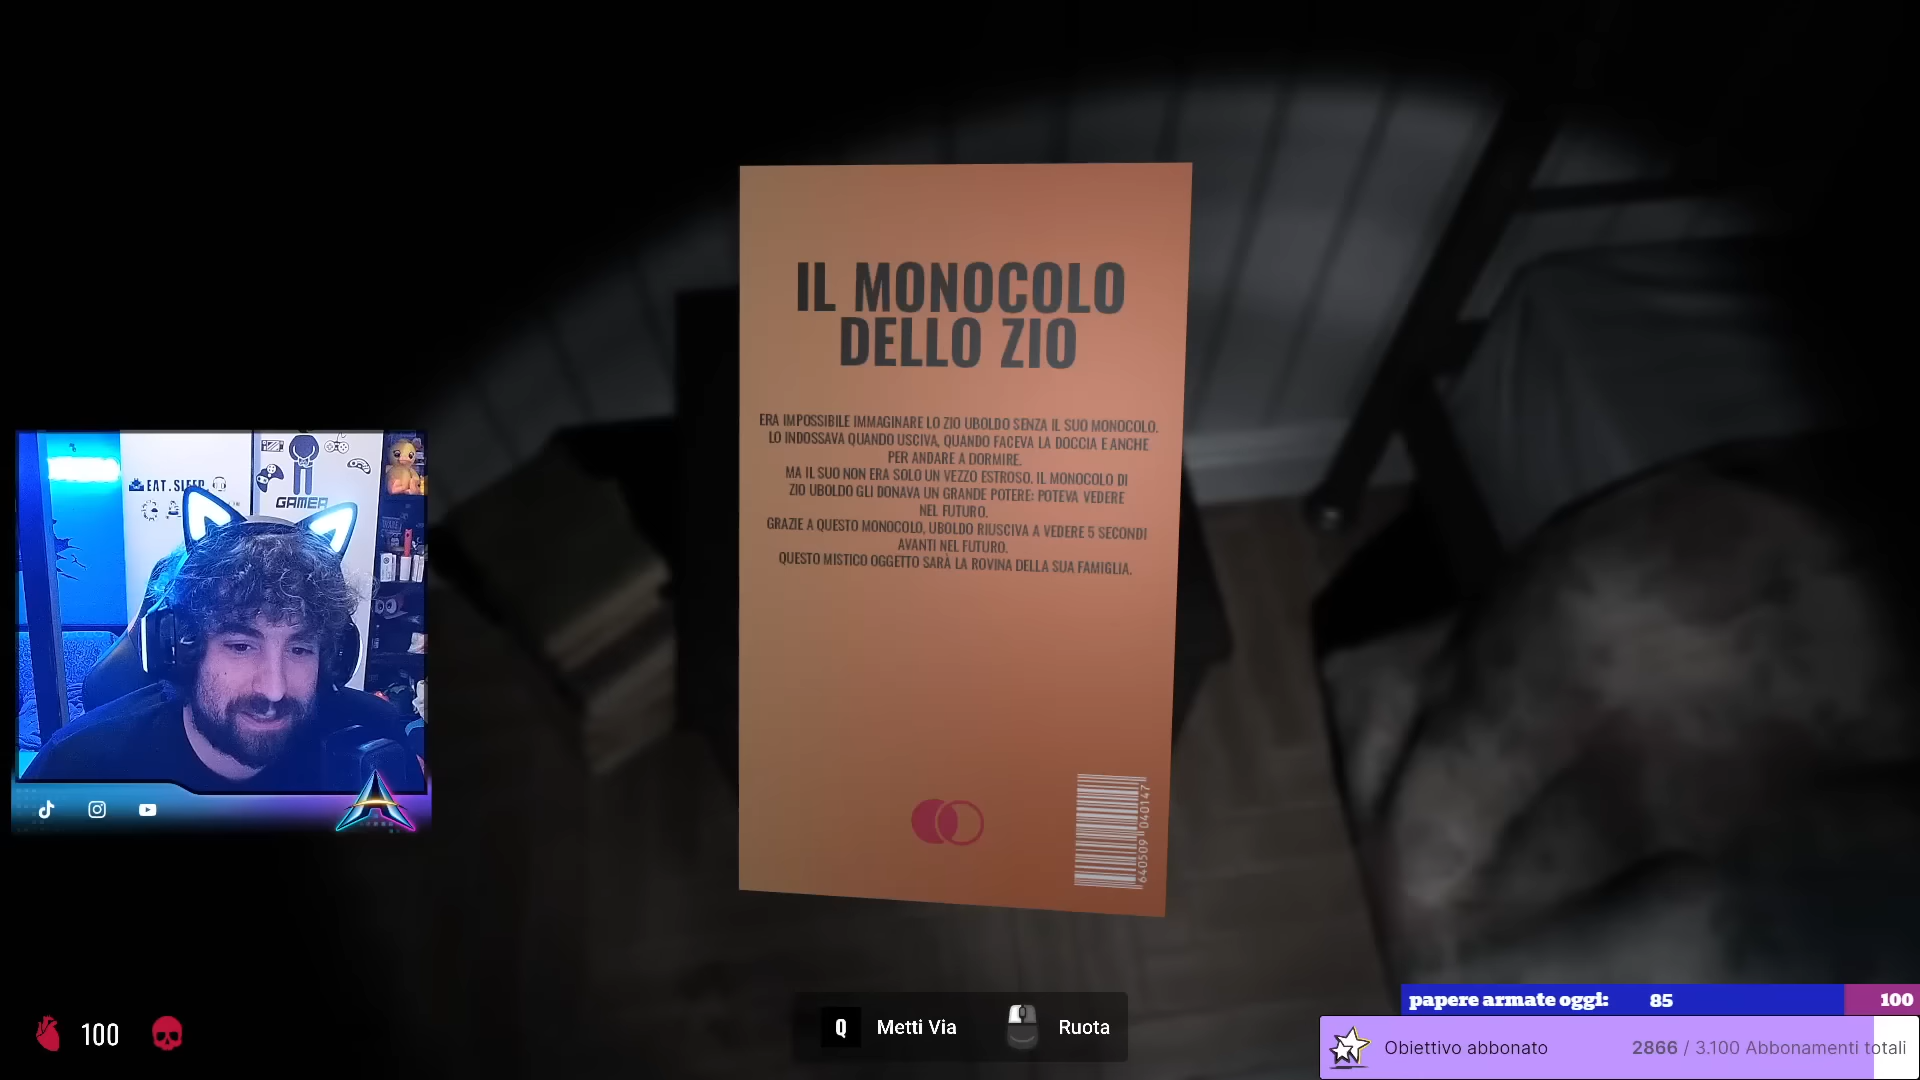 IL MONOCOLO
DELLO ZIO
ERA IMPOSSIBILE IMMAGINARE LO ZIO UBOLDO SENZA IL SUO MONOCOLO.
LO INDOSSAVA QUANDO USCIVA, QUANDO FACEVA LA DOCCIA E ANCHE
PER ANDARE A DORMIRE.
MA IL SUO NON ERA SOLO UN VEZZO ESTROSO. IL MONOCOLO DI
ZIO UBOLDO GLI DONAVA UN GRANDE POTERE: POTEVA VEDERE
NEL FUTURO.
GRAZIE A QUESTO MONOCOLO, UBOLDO RIUSCIVA A VEDERE 5 SECONDI
AVANTI NEL FUTURO.
QUESTO MISTICO OGGETTO SARÀ LA ROVINA DELLA SUA FAMIGLIA.
640509 040147
EAT.SLEEP.
GAMER
100
Q Metti Via
Ruota
papere armate oggi: 85
100
Obiettivo abbonato
2866 / 3.100 Abbonamenti totali